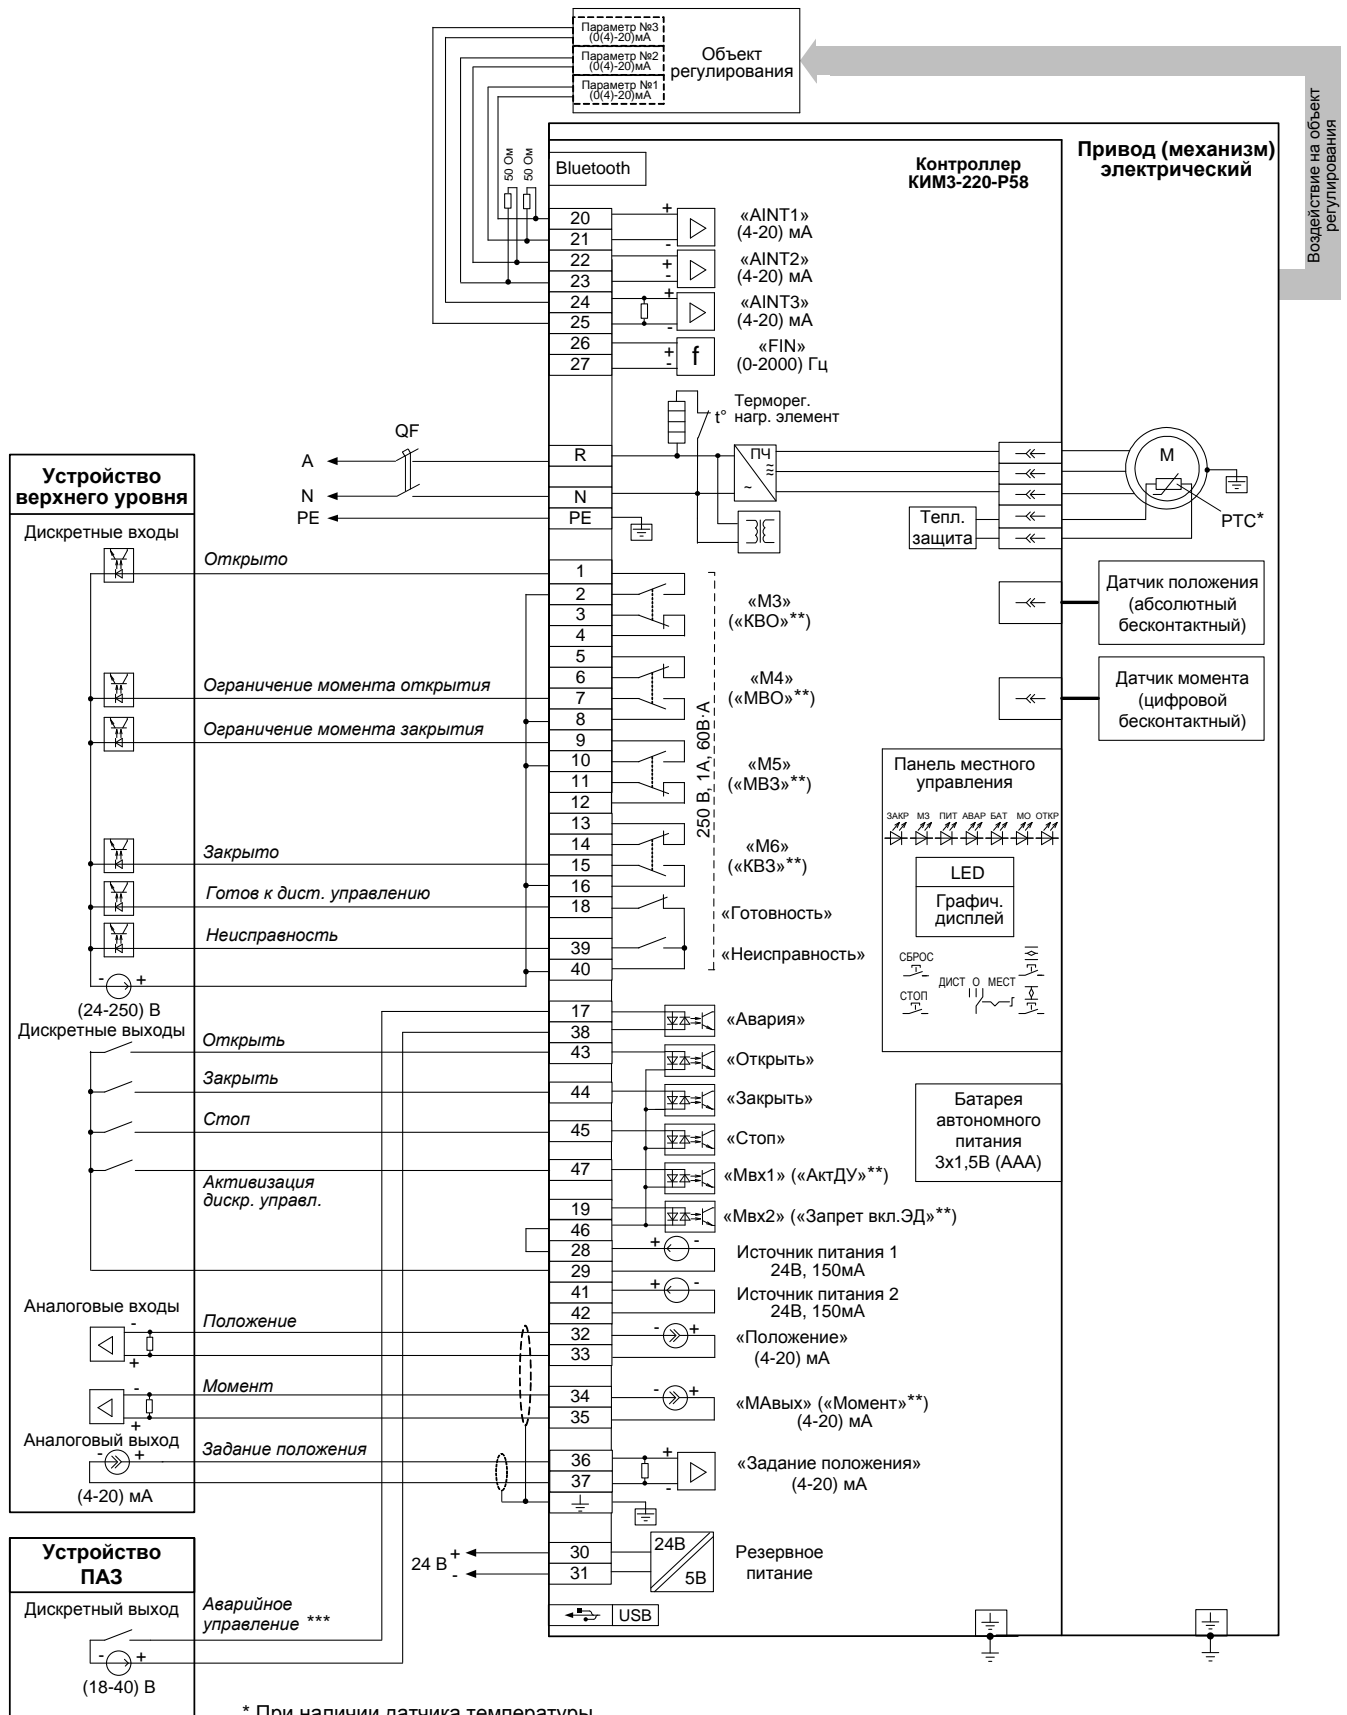 Параметр №3
(0(4)-20)мА
Параметр №2
(0(4)-20)мА
Параметр №1
(0(4)-20)мА
Объект
регулирования
Воздействие на объект
регулирования
50 Ом
50 Ом
Bluetooth
Контроллер
КИМ3-220-Р58
Привод (механизм)
электрический
20
21
22
23
24
25
26
27
+
-
«AINT1»
(4-20) мА
+
-
«AINT2»
(4-20) мА
+
-
«AINT3»
(4-20) мА
+
-
f
«FIN»
(0-2000) Гц
t°
Терморег.
нагр. элемент
QF
A
N
PE
R
N
PE
ПЧ
≈
~
M
PTC*
Тепл.
защита
Устройство
верхнего уровня
Дискретные входы
Открыто
Ограничение момента открытия
Ограничение момента закрытия
Закрыто
Готов к дист. управлению
Неисправность
- +
(24-250) В
1
2
3
4
5
6
7
8
9
10
11
12
13
14
15
16
18
39
40
«М3»
(«КВО»**)
«М4»
(«МВО»**)
«М5»
(«МВЗ»**)
«М6»
(«КВЗ»**)
«Готовность»
«Неисправность»
250 В, 1А, 60В·А
Датчик положения
(абсолютный
бесконтактный)
Датчик момента
(цифровой
бесконтактный)
Панель местного
управления
ЗАКР МЗ ПИТ АВАР БАТ МО ОТКР
LED
Графич.
дисплей
СБРОС
СТОП
ДИСТ О МЕСТ
Батарея
автономного
питания
3х1,5В (ААА)
Дискретные выходы
Открыть
Закрыть
Стоп
Активизация
дискр. управл.
17
38
43
44
45
47
19
46
28
29
41
42
32
33
34
35
36
37
30
31
«Авария»
«Открыть»
«Закрыть»
«Стоп»
«Мвх1» («АктДУ»**)
«Мвх2» («Запрет вкл.ЭД»**)
+ -
Источник питания 1
24В, 150мА
+ -
Источник питания 2
24В, 150мА
- +
«Положение»
(4-20) мА
- +
«МАвых» («Момент»**)
(4-20) мА
+
-
«Задание положения»
(4-20) мА
Аналоговые входы
-
+
Положение
-
+
Момент
Аналоговый выход
- +
Задание положения
(4-20) мА
24 В
+
-
24В
5В
Резервное
питание
USB
Устройство
ПАЗ
Дискретный выход
Аварийное
управление ***
- +
(18-40) В
* При наличии датчика температуры